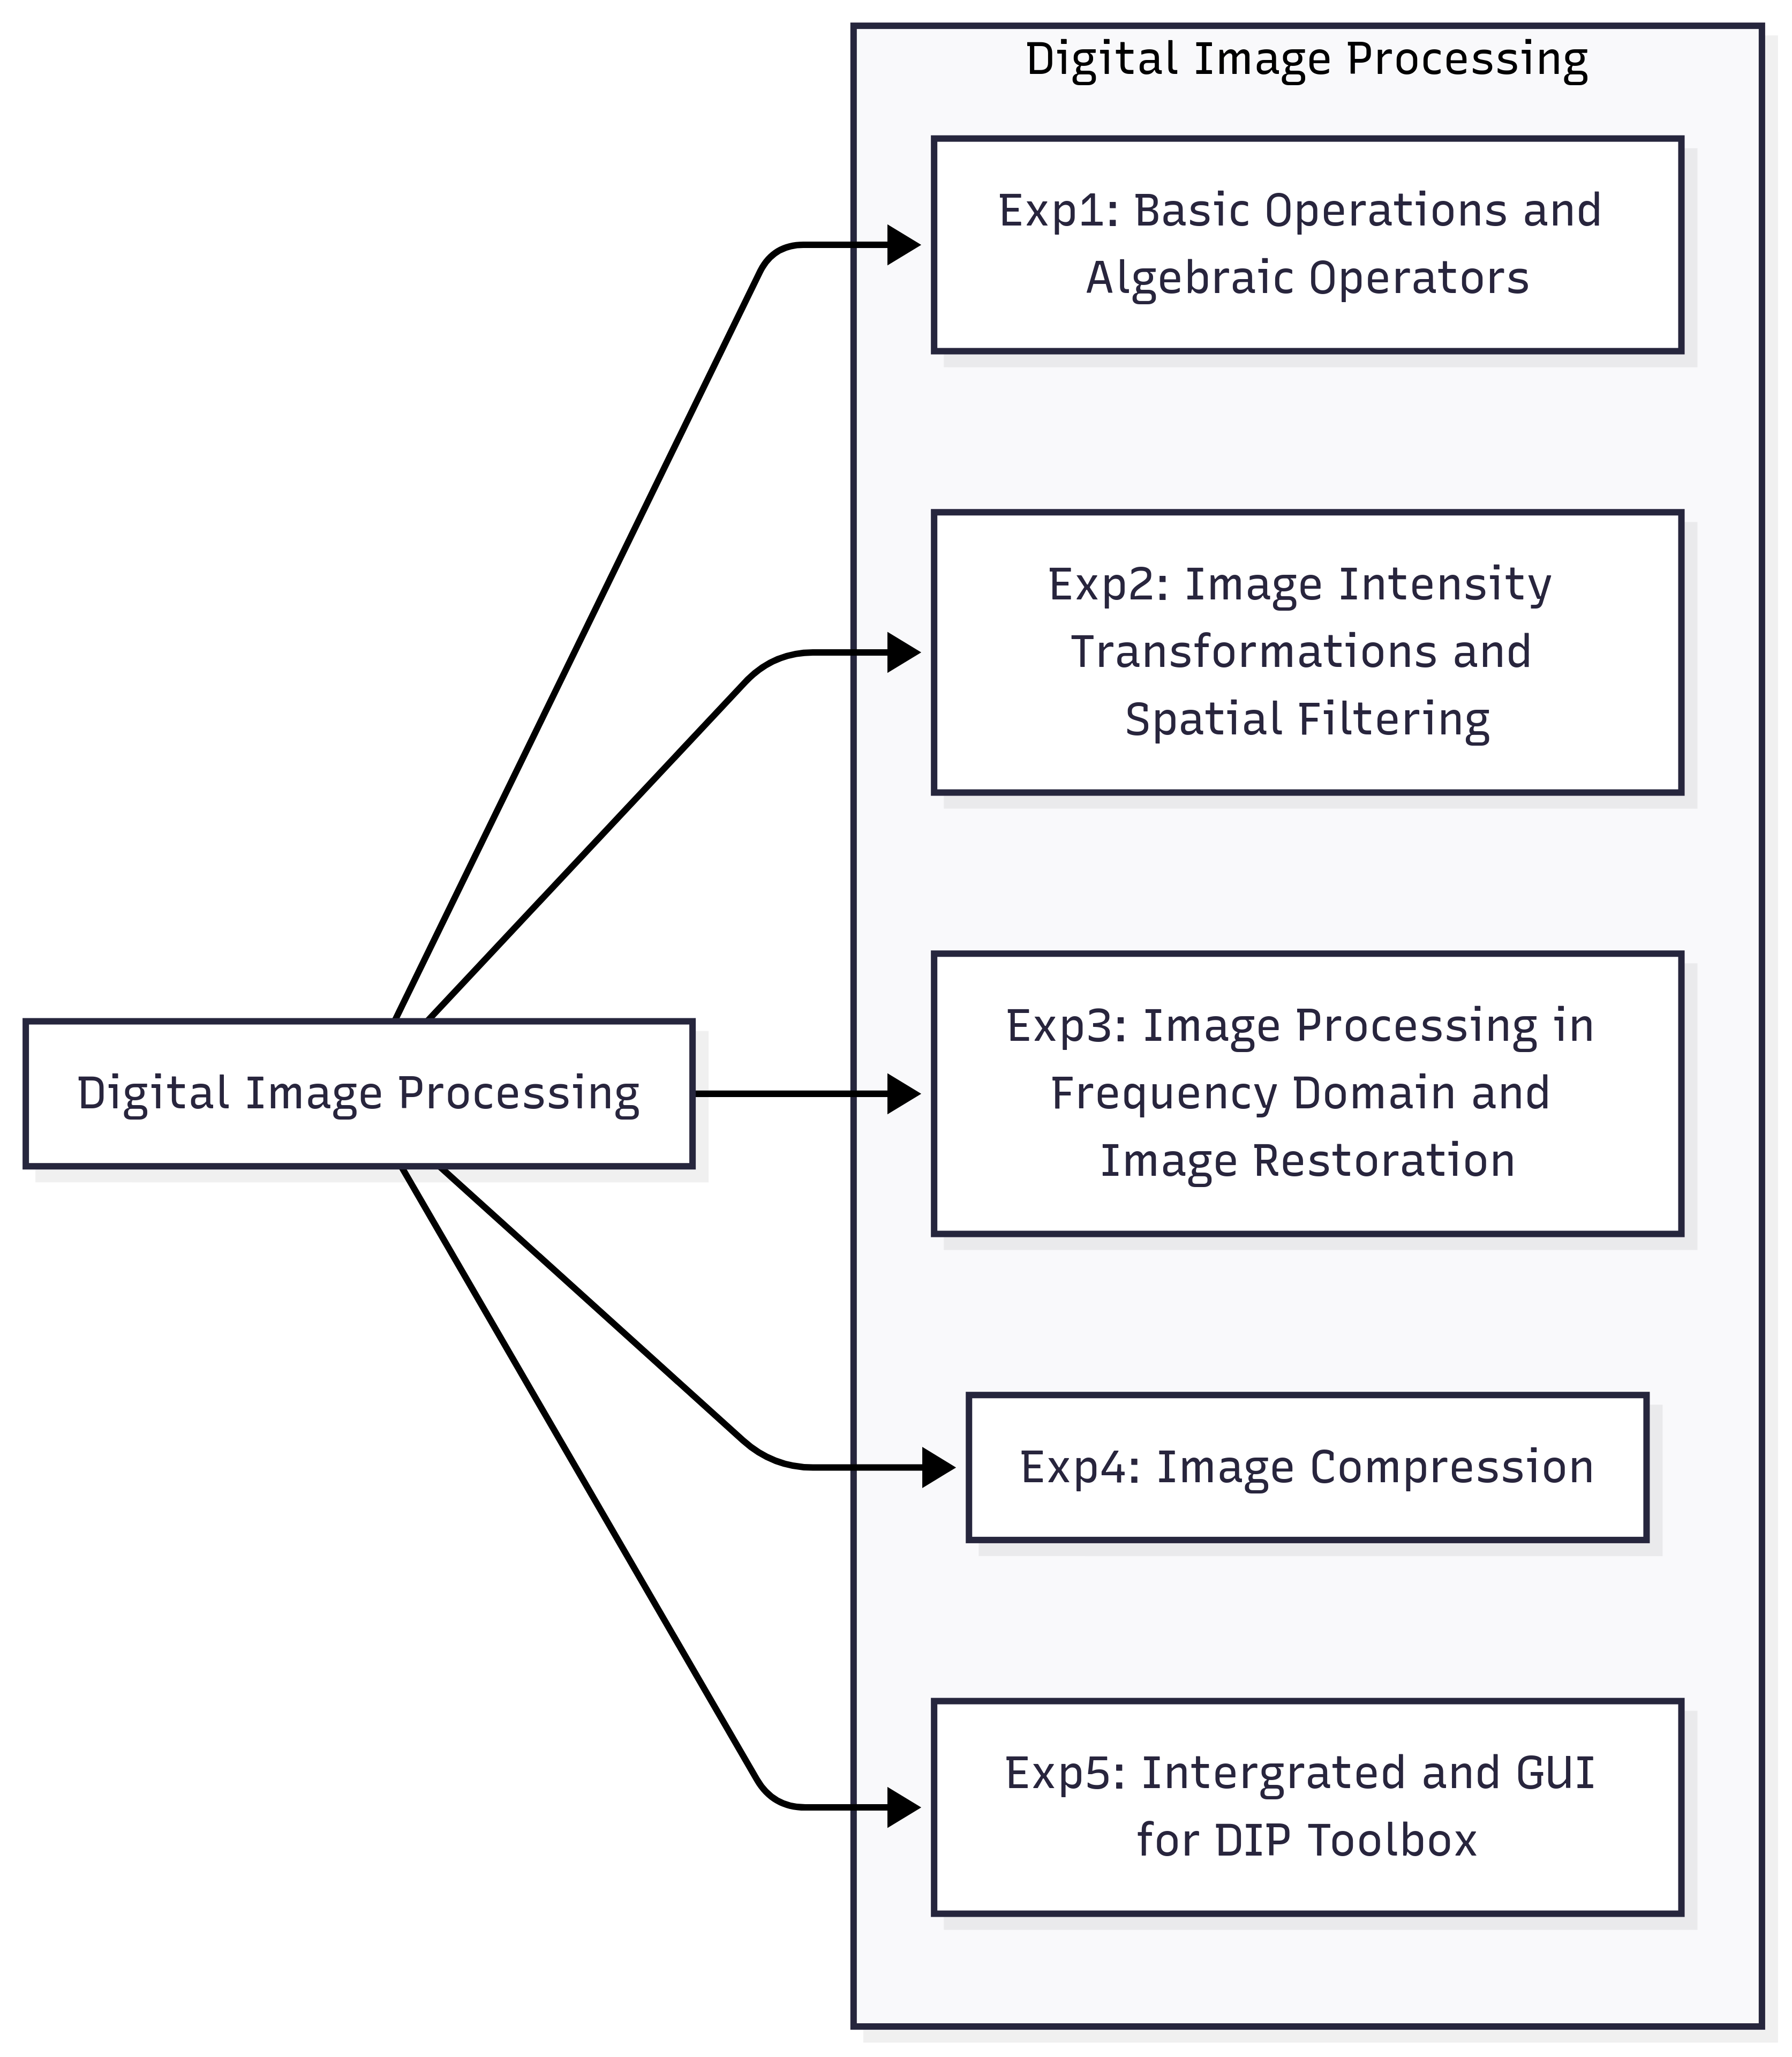 Digital Image Processing
Exp1: Basic Operations and
Algebraic Operators
Exp2: Image Intensity
Transformations and
Spatial Filtering
Digital Image Processing
Exp3: Image Processing in
Frequency Domain and
Image Restoration
Exp4: Image Compression
Exp5: Intergrated and GUI
for DIP Toolbox